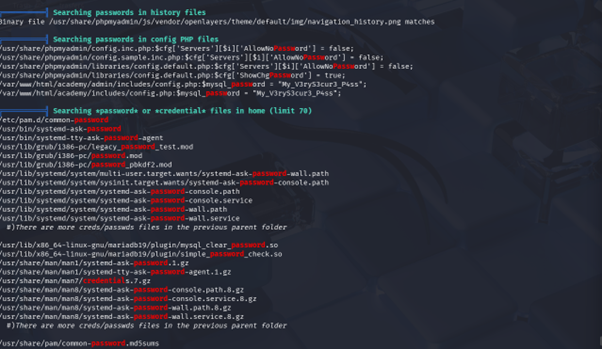 Searching passwords in history files
Binary file /usr/share/phpmyadmin/js/vendor/openlayers/theme/default/img/navigation_history.png matches
Searching passwords in config PHP files
/usr/share/phpmyadmin/config.inc.php:$cfg['Servers'][$i]['AllowNoPassword'] = false;
/usr/share/phpmyadmin/config.sample.inc.php:$cfg['Servers'][$i]['AllowNoPassword'] = false;
/usr/share/phpmyadmin/libraries/config.default.php:$cfg['Servers'][$i]['AllowNoPassword'] = false;
/usr/share/phpmyadmin/libraries/config.default.php:$cfg['ShowChgPassword'] = true;
/var/www/html/academy/admin/includes/config.php:$mysql_password = "My_V3ryS3cur3_P4ss";
/var/www/html/academy/includes/config.php:$mysql_password = "My_V3ryS3cur3_P4ss";
Searching *password* or *credential* files in home (limit 70)
/etc/pam.d/common-password
/usr/bin/systemd-ask-password
/usr/bin/systemd-tty-ask-password-agent
/usr/lib/grub/i386-pc/legacy_password_test.mod
/usr/lib/grub/i386-pc/password.mod
/usr/lib/grub/i386-pc/password_pbkdf2.mod
/usr/lib/systemd/system/multi-user.target.wants/systemd-ask-password-wall.path
/usr/lib/systemd/system/sysinit.target.wants/systemd-ask-password-console.path
/usr/lib/systemd/system/systemd-ask-password-console.path
/usr/lib/systemd/system/systemd-ask-password-console.service
/usr/lib/systemd/system/systemd-ask-password-wall.path
/usr/lib/systemd/system/systemd-ask-password-wall.service
#)There are more creds/passwds files in the previous parent folder
/usr/lib/x86_64-linux-gnu/mariadb19/plugin/mysql_clear_password.so
/usr/lib/x86_64-linux-gnu/mariadb19/plugin/simple_password_check.so
/usr/share/man/man1/systemd-ask-password.1.gz
/usr/share/man/man1/systemd-tty-ask-password-agent.1.gz
/usr/share/man/man7/credentials.7.gz
/usr/share/man/man8/systemd-ask-password-console.path.8.gz
/usr/share/man/man8/systemd-ask-password-console.service.8.gz
/usr/share/man/man8/systemd-ask-password-wall.path.8.gz
/usr/share/man/man8/systemd-ask-password-wall.service.8.gz
#)There are more creds/passwds files in the previous parent folder
/usr/share/pam/common-password.md5sums